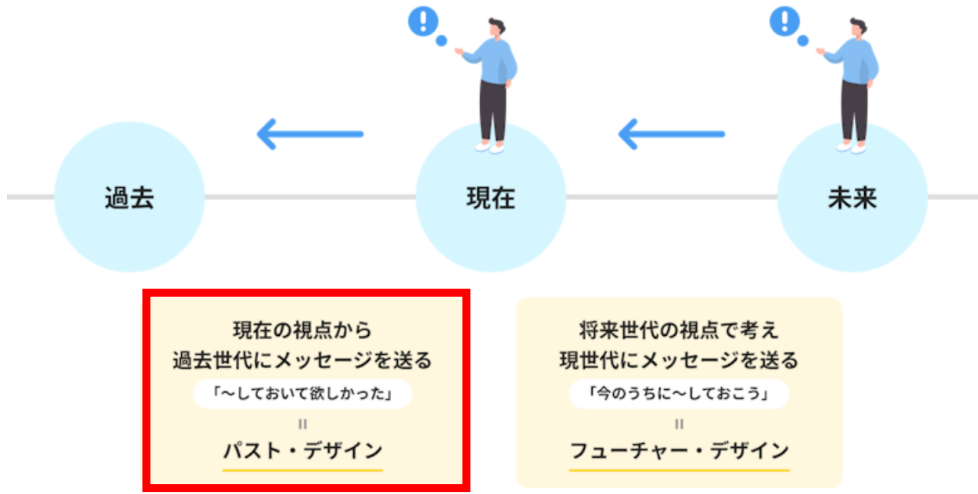 過去
現在
未来
現在の視点から
過去世代にメッセージを送る
「〜しておいて欲しかった」
=
パスト・デザイン
将来世代の視点で考え
現世代にメッセージを送る
「今のうちに〜しておこう」
=
フューチャー・デザイン